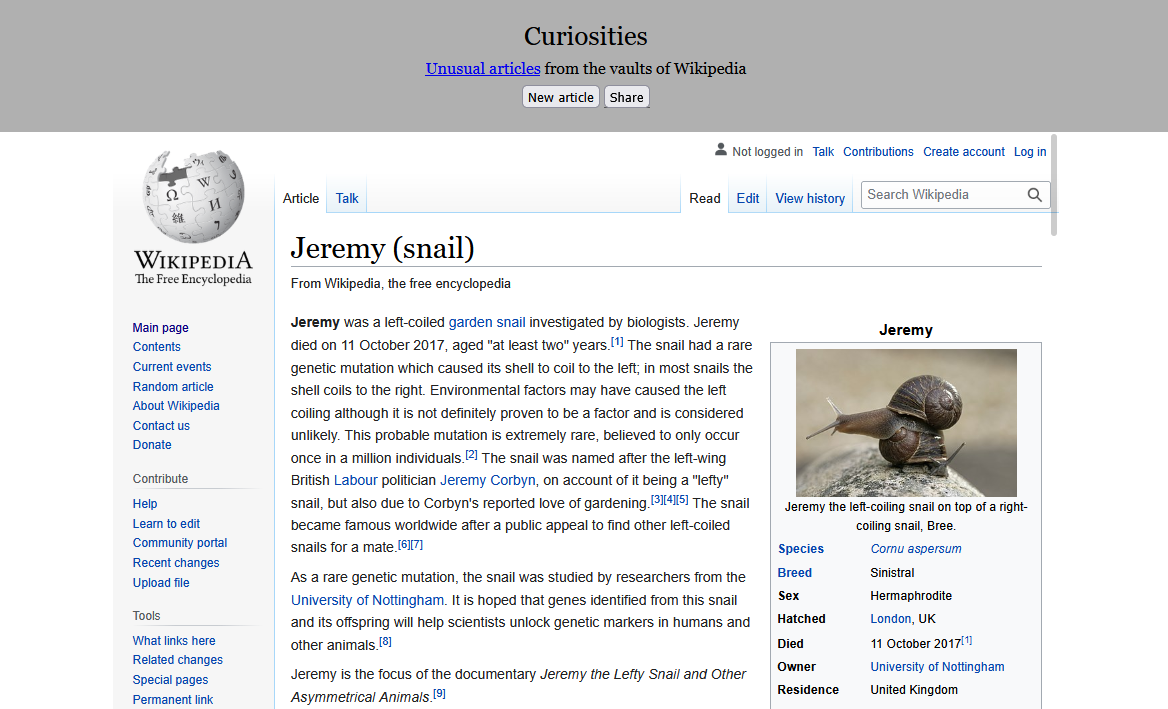 Curiosities
Unusual articles from the vaults of Wikipedia
New article Share
Not logged in Talk Contributions Create account Log in
Article Talk Read Edit View history Search Wikipedia
Ω W И 維 7
WIKIPEDIA
The Free Encyclopedia
Main page
Contents
Current events
Random article
About Wikipedia
Contact us
Donate
Contribute
Help
Learn to edit
Community portal
Recent changes
Upload file
Tools
What links here
Related changes
Special pages
Permanent link
Jeremy (snail)
From Wikipedia, the free encyclopedia
Jeremy was a left-coiled garden snail investigated by biologists. Jeremy
died on 11 October 2017, aged "at least two" years.[1] The snail had a rare
genetic mutation which caused its shell to coil to the left; in most snails the
shell coils to the right. Environmental factors may have caused the left
coiling although it is not definitely proven to be a factor and is considered
unlikely. This probable mutation is extremely rare, believed to only occur
once in a million individuals.[2] The snail was named after the left-wing
British Labour politician Jeremy Corbyn, on account of it being a "lefty"
snail, but also due to Corbyn's reported love of gardening.[3][4][5] The snail
became famous worldwide after a public appeal to find other left-coiled
snails for a mate.[6][7]
As a rare genetic mutation, the snail was studied by researchers from the
University of Nottingham. It is hoped that genes identified from this snail
and its offspring will help scientists unlock genetic markers in humans and
other animals.[8]
Jeremy is the focus of the documentary Jeremy the Lefty Snail and Other
Asymmetrical Animals.[9]
Jeremy
Jeremy the left-coiling snail on top of a right-
coiling snail, Bree.
Species Cornu aspersum
Breed Sinistral
Sex Hermaphrodite
Hatched London, UK
Died 11 October 2017[1]
Owner University of Nottingham
Residence United Kingdom